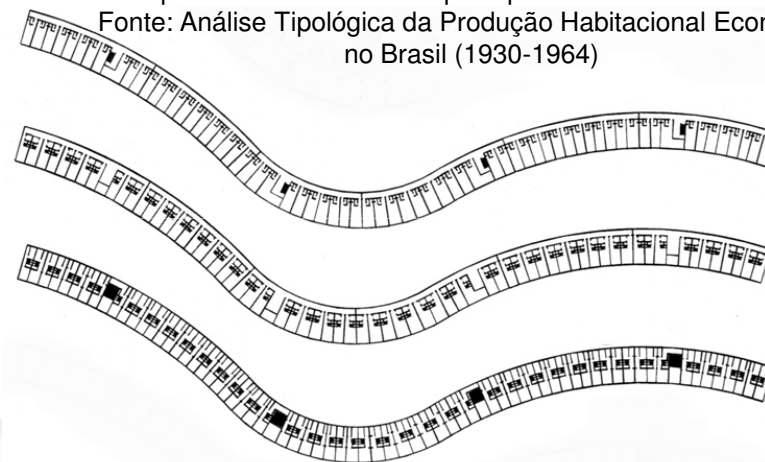 Fonte: Análise Tipológica da Produção Habitacional Econ
no Brasil (1930-1964)